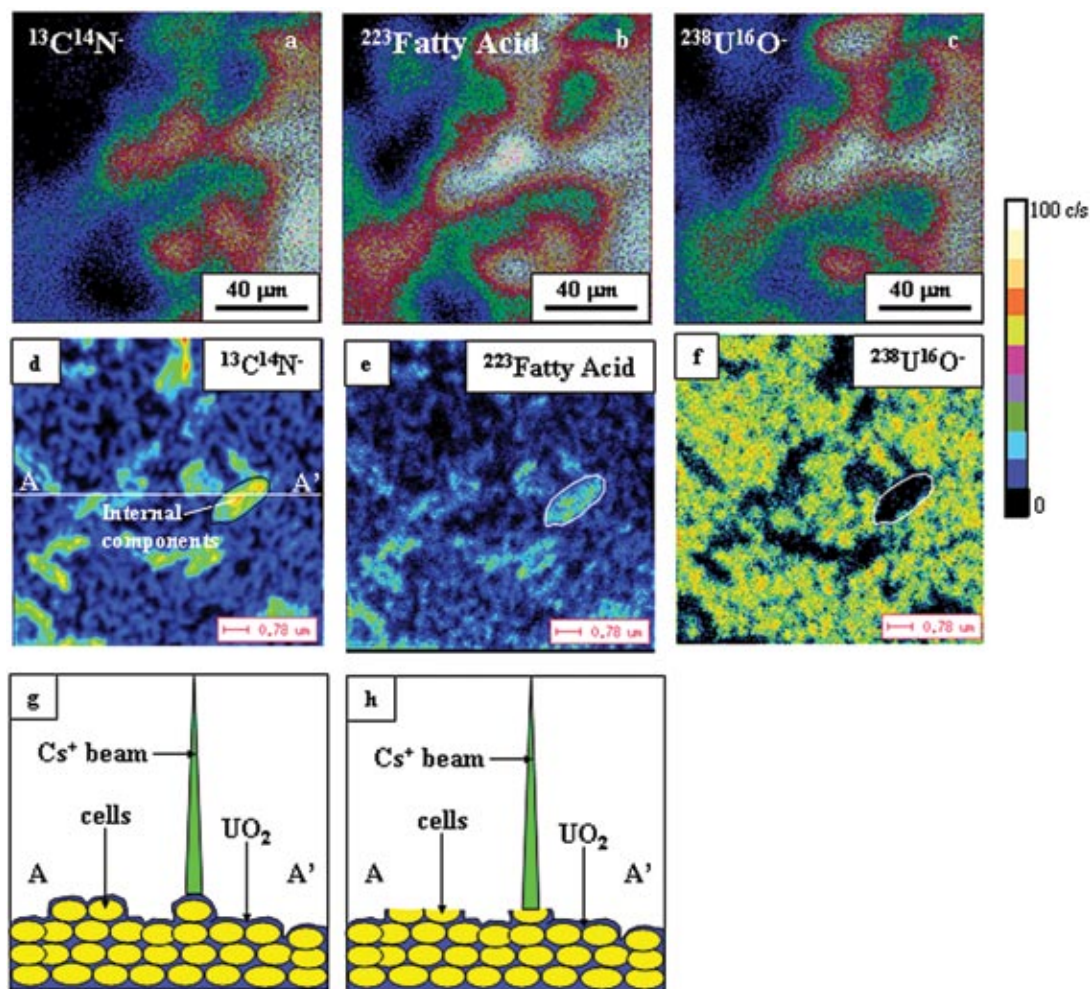 ¹³C¹⁴N⁻ a
²²³Fatty Acid b
²³⁸U¹⁶O⁻ c
40 µm
40 µm
40 µm
100 c/s
0
d ¹³C¹⁴N⁻
e ²²³Fatty Acid
f ²³⁸U¹⁶O⁻
A A'
Internal
components
0.78 um
0.78 um
0.78 um
g
Cs⁺ beam
cells
UO₂
A A'
h
Cs⁺ beam
cells
UO₂
A A'